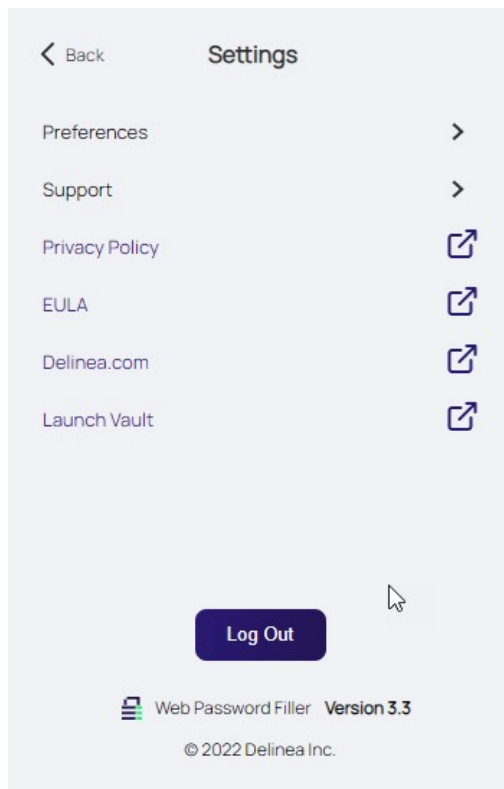 Back Settings
Preferences
Support
Privacy Policy
EULA
Delinea.com
Launch Vault
Log Out
Web Password Filler Version 3.3
© 2022 Delinea Inc.